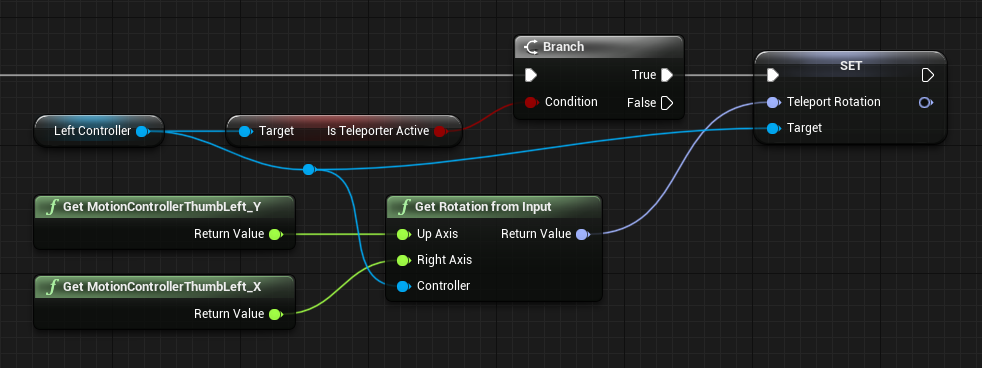 Branch
True
Condition
False
SET
Teleport Rotation
Target
Left Controller
Target
Is Teleporter Active
f Get MotionControllerThumbLeft_Y
Return Value
f Get MotionControllerThumbLeft_X
Return Value
f Get Rotation from Input
Up Axis
Return Value
Right Axis
Controller